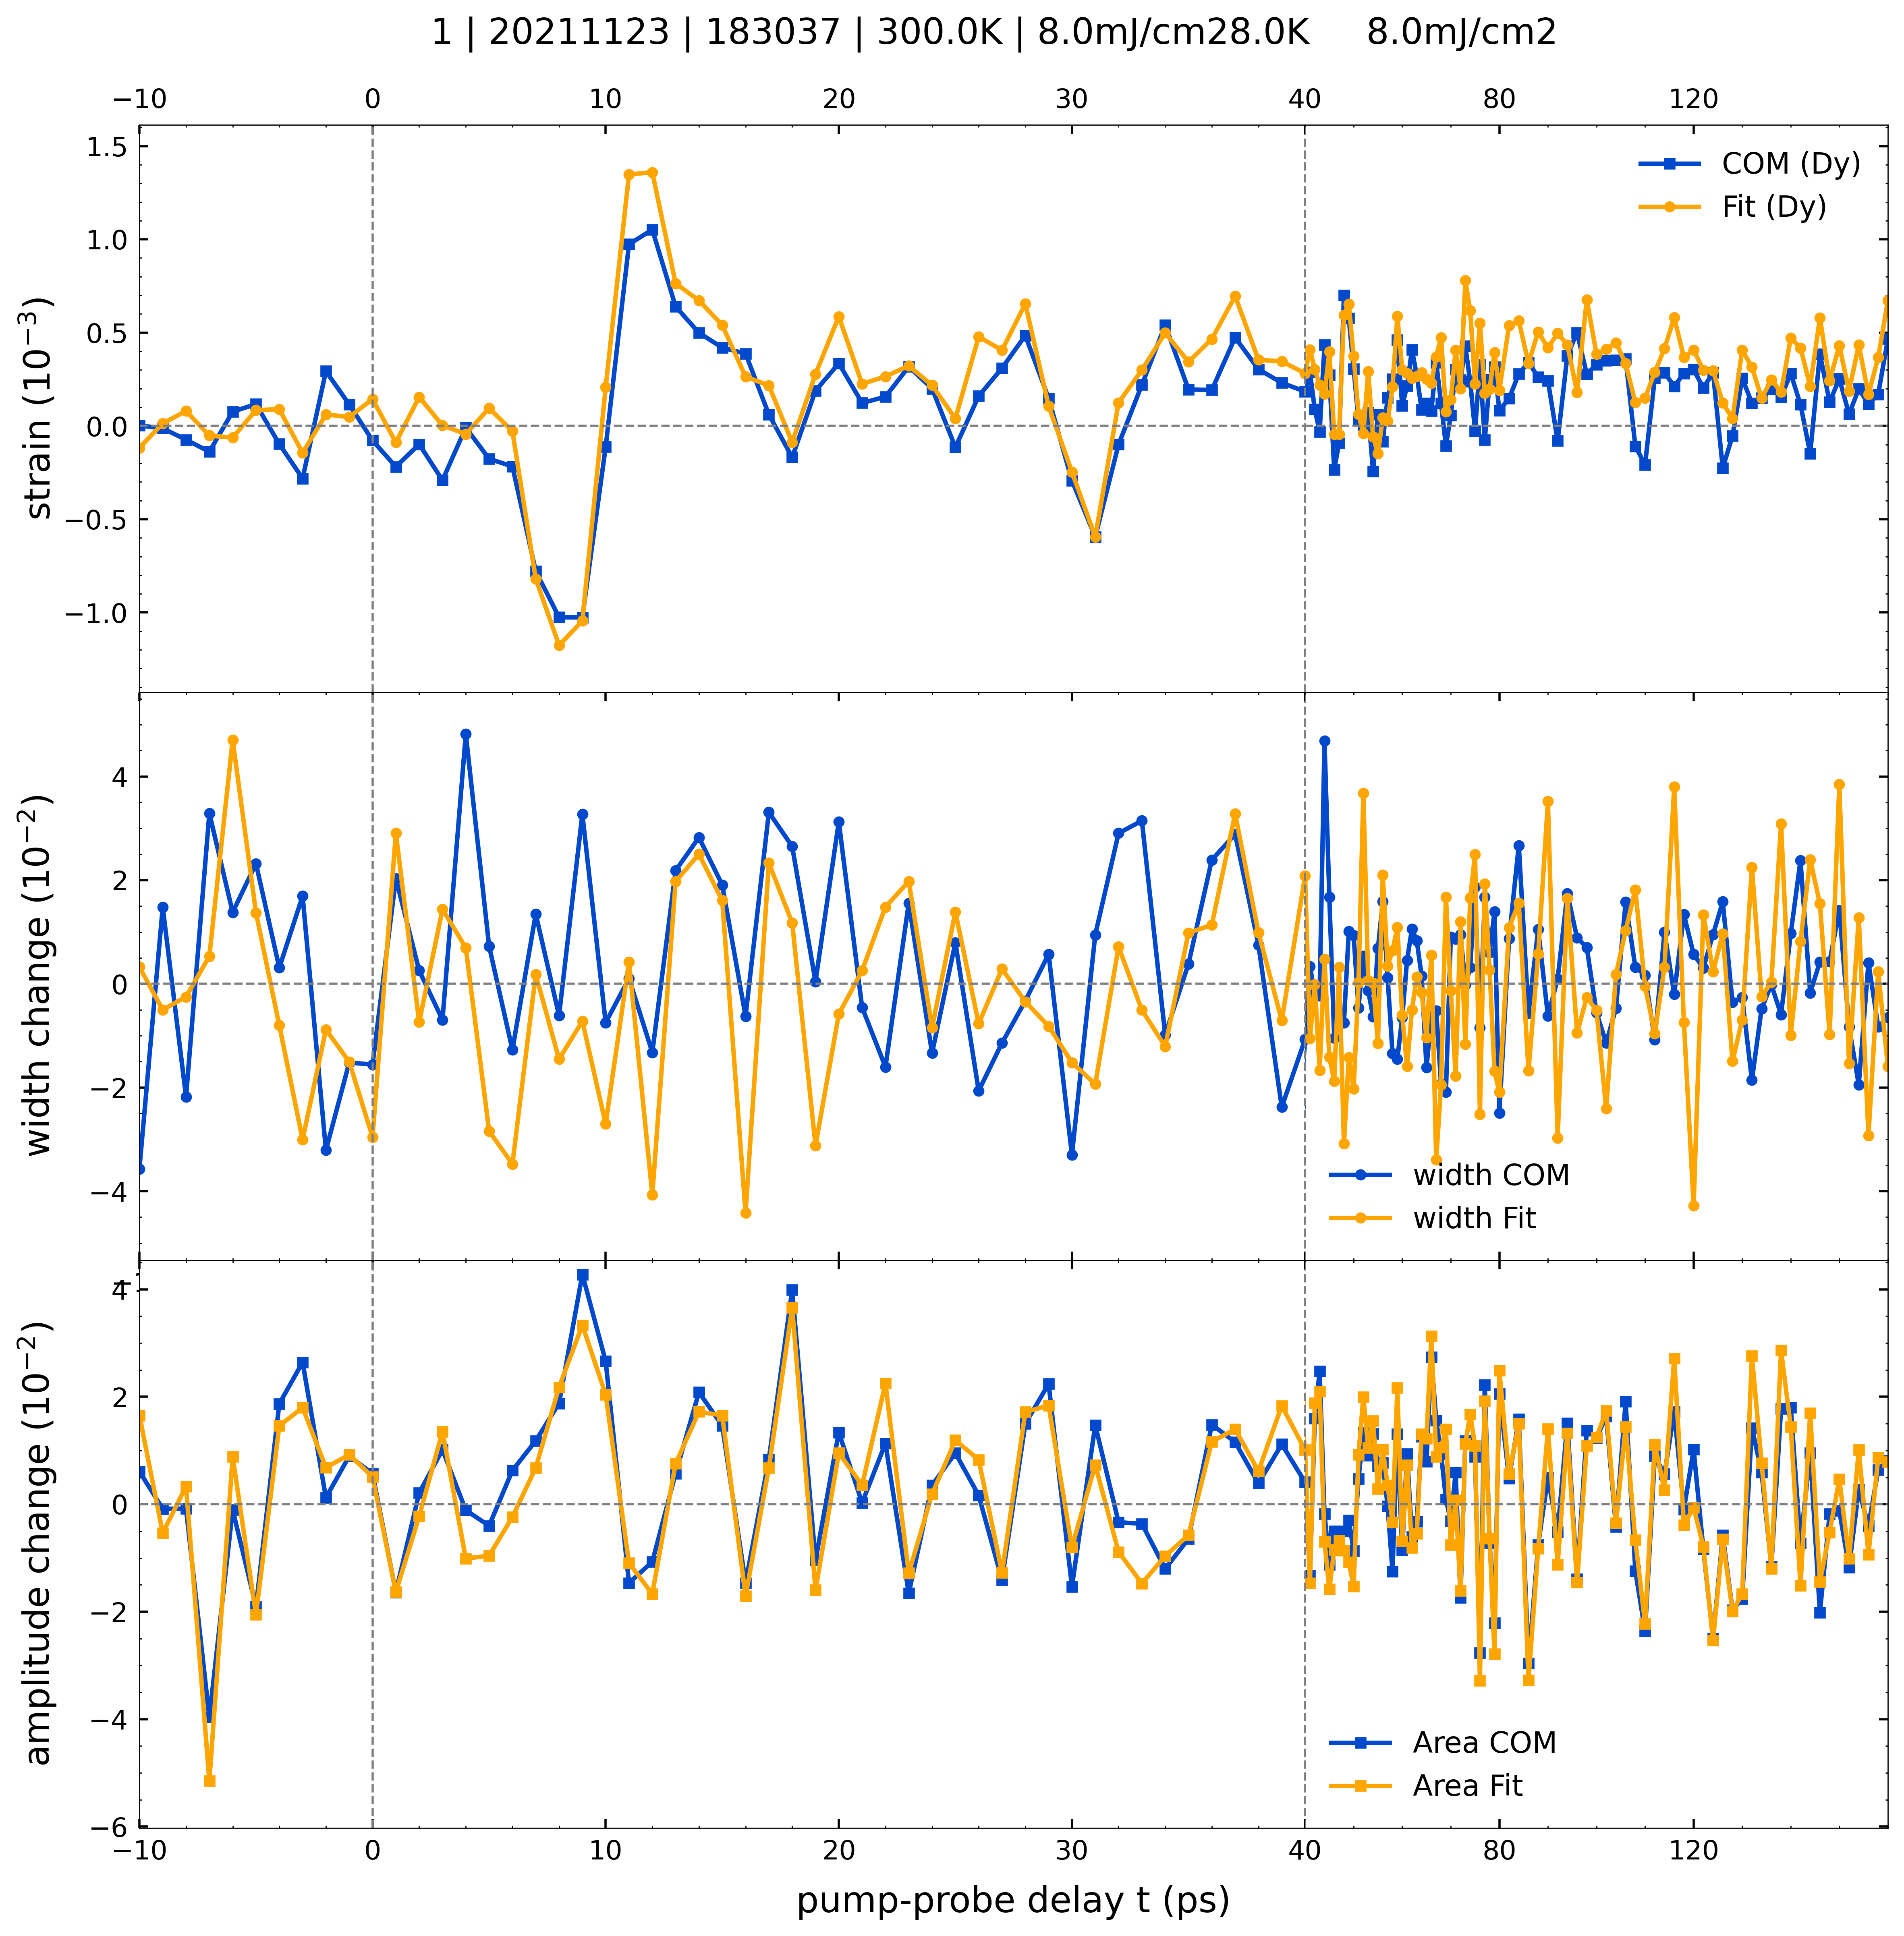 1 | 20211123 | 183037 | 300.0K | 8.0mJ/cm28.0K 8.0mJ/cm2
−10 0 10 20 30 40 80 120
strain (10⁻³)
1.5
1.0
0.5
0.0
−0.5
−1.0
COM (Dy)
Fit (Dy)
width change (10⁻²)
4
2
0
−2
−4
width COM
width Fit
amplitude change (10⁻²)
4
2
0
−2
−4
−6
Area COM
Area Fit
−10 0 10 20 30 40 80 120
pump-probe delay t (ps)